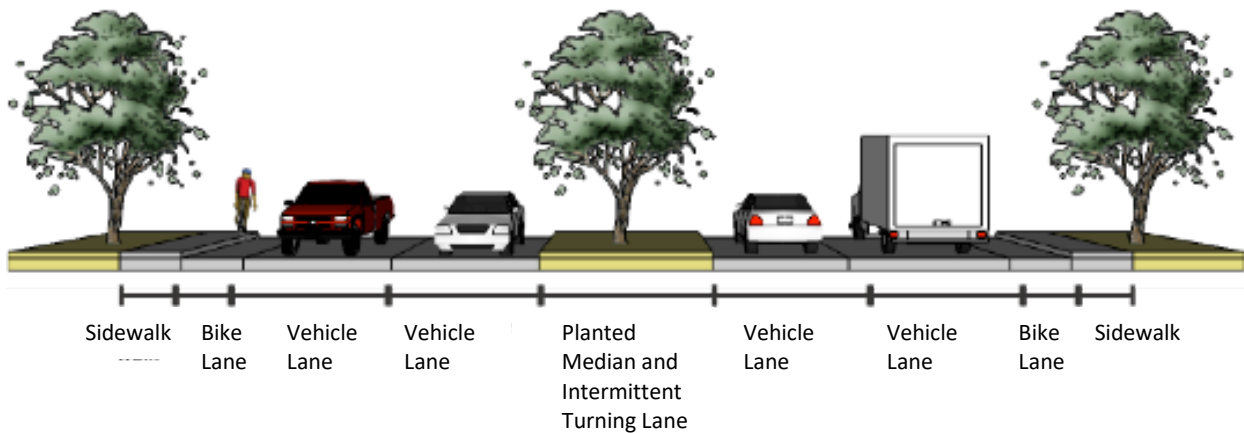 Sidewalk
Bike
Lane
Vehicle
Lane
Vehicle
Lane
Planted
Median and
Intermittent
Turning Lane
Vehicle
Lane
Vehicle
Lane
Bike
Lane
Sidewalk